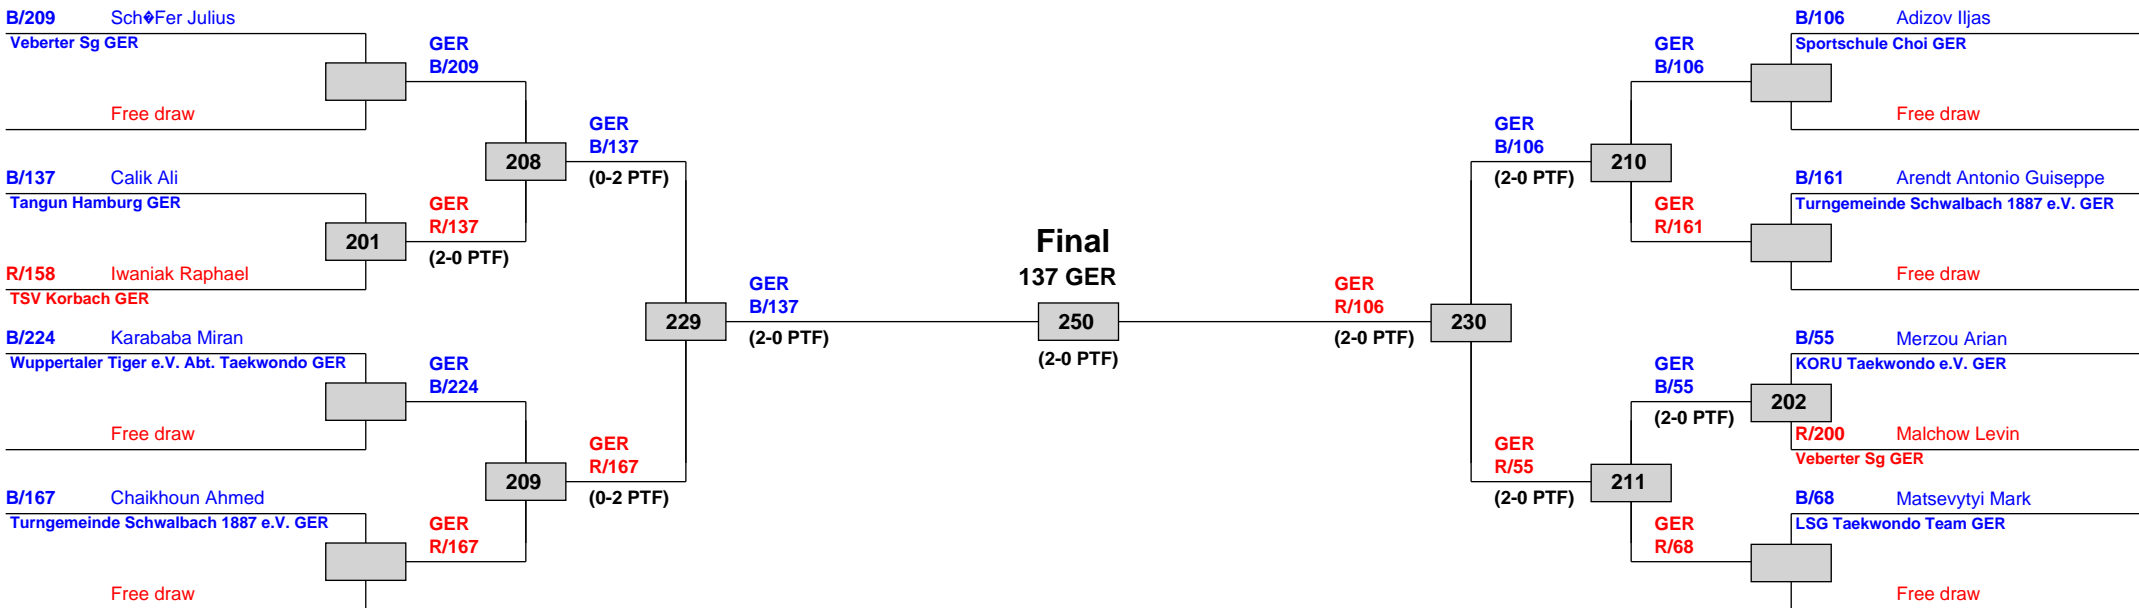 B/209 Sch�Fer Julius
Veberter Sg GER
Free draw
B/137 Calik Ali
Tangun Hamburg GER
R/158 Iwaniak Raphael
TSV Korbach GER
B/224 Karababa Miran
Wuppertaler Tiger e.V. Abt. Taekwondo GER
Free draw
B/167 Chaikhoun Ahmed
Turngemeinde Schwalbach 1887 e.V. GER
Free draw
GER
B/209
201
GER
R/137
(2-0 PTF)
GER
B/224
GER
R/167
208
GER
B/137
(0-2 PTF)
209
GER
R/167
(0-2 PTF)
229
GER
B/137
(2-0 PTF)
Final
137 GER
250
(2-0 PTF)
GER
R/106
(2-0 PTF)
230
GER
B/106
(2-0 PTF)
210
GER
R/55
(2-0 PTF)
211
GER
B/106
GER
R/161
GER
B/55
(2-0 PTF)
202
GER
R/68
B/106 Adizov Iljas
Sportschule Choi GER
Free draw
B/161 Arendt Antonio Guiseppe
Turngemeinde Schwalbach 1887 e.V. GER
Free draw
B/55 Merzou Arian
KORU Taekwondo e.V. GER
R/200 Malchow Levin
Veberter Sg GER
B/68 Matsevytyi Mark
LSG Taekwondo Team GER
Free draw